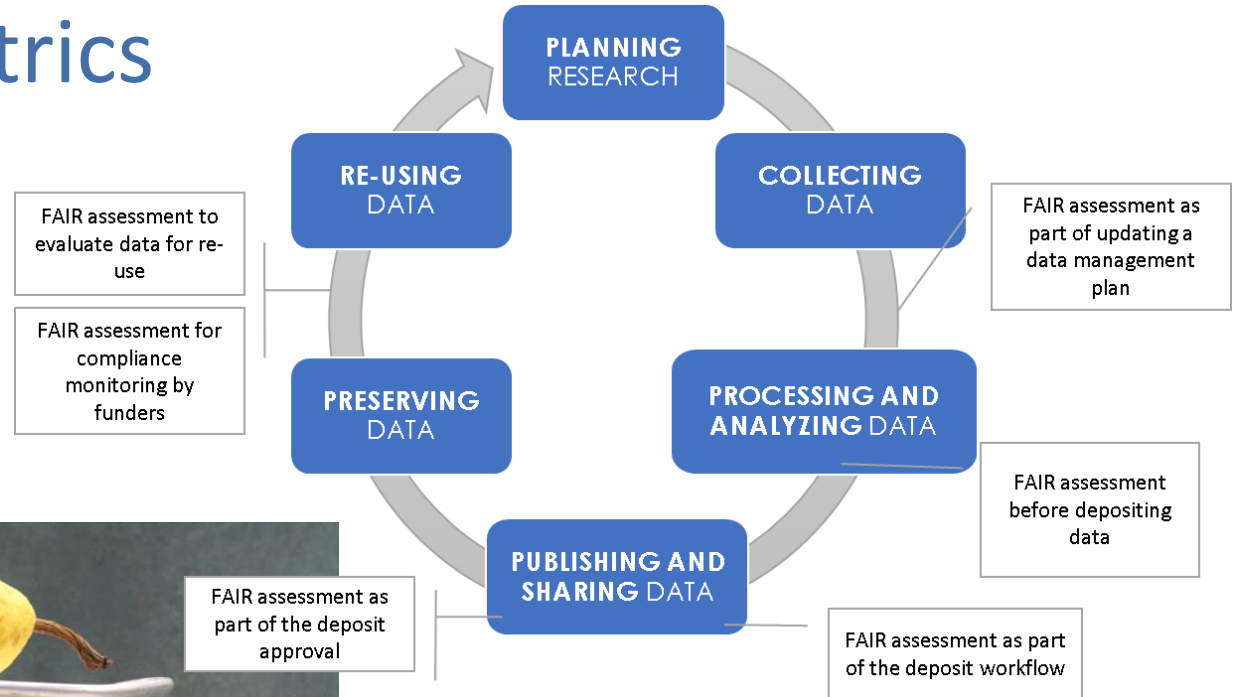 trics
PLANNING
RESEARCH
COLLECTING
DATA
FAIR assessment as
part of updating a
data management
plan
PROCESSING AND
ANALYZING DATA
FAIR assessment
before depositing
data
PUBLISHING AND
SHARING DATA
FAIR assessment as part
of the deposit workflow
FAIR assessment as
part of the deposit
approval
PRESERVING
DATA
FAIR assessment for
compliance
monitoring by
funders
FAIR assessment to
evaluate data for re-
use
RE-USING
DATA